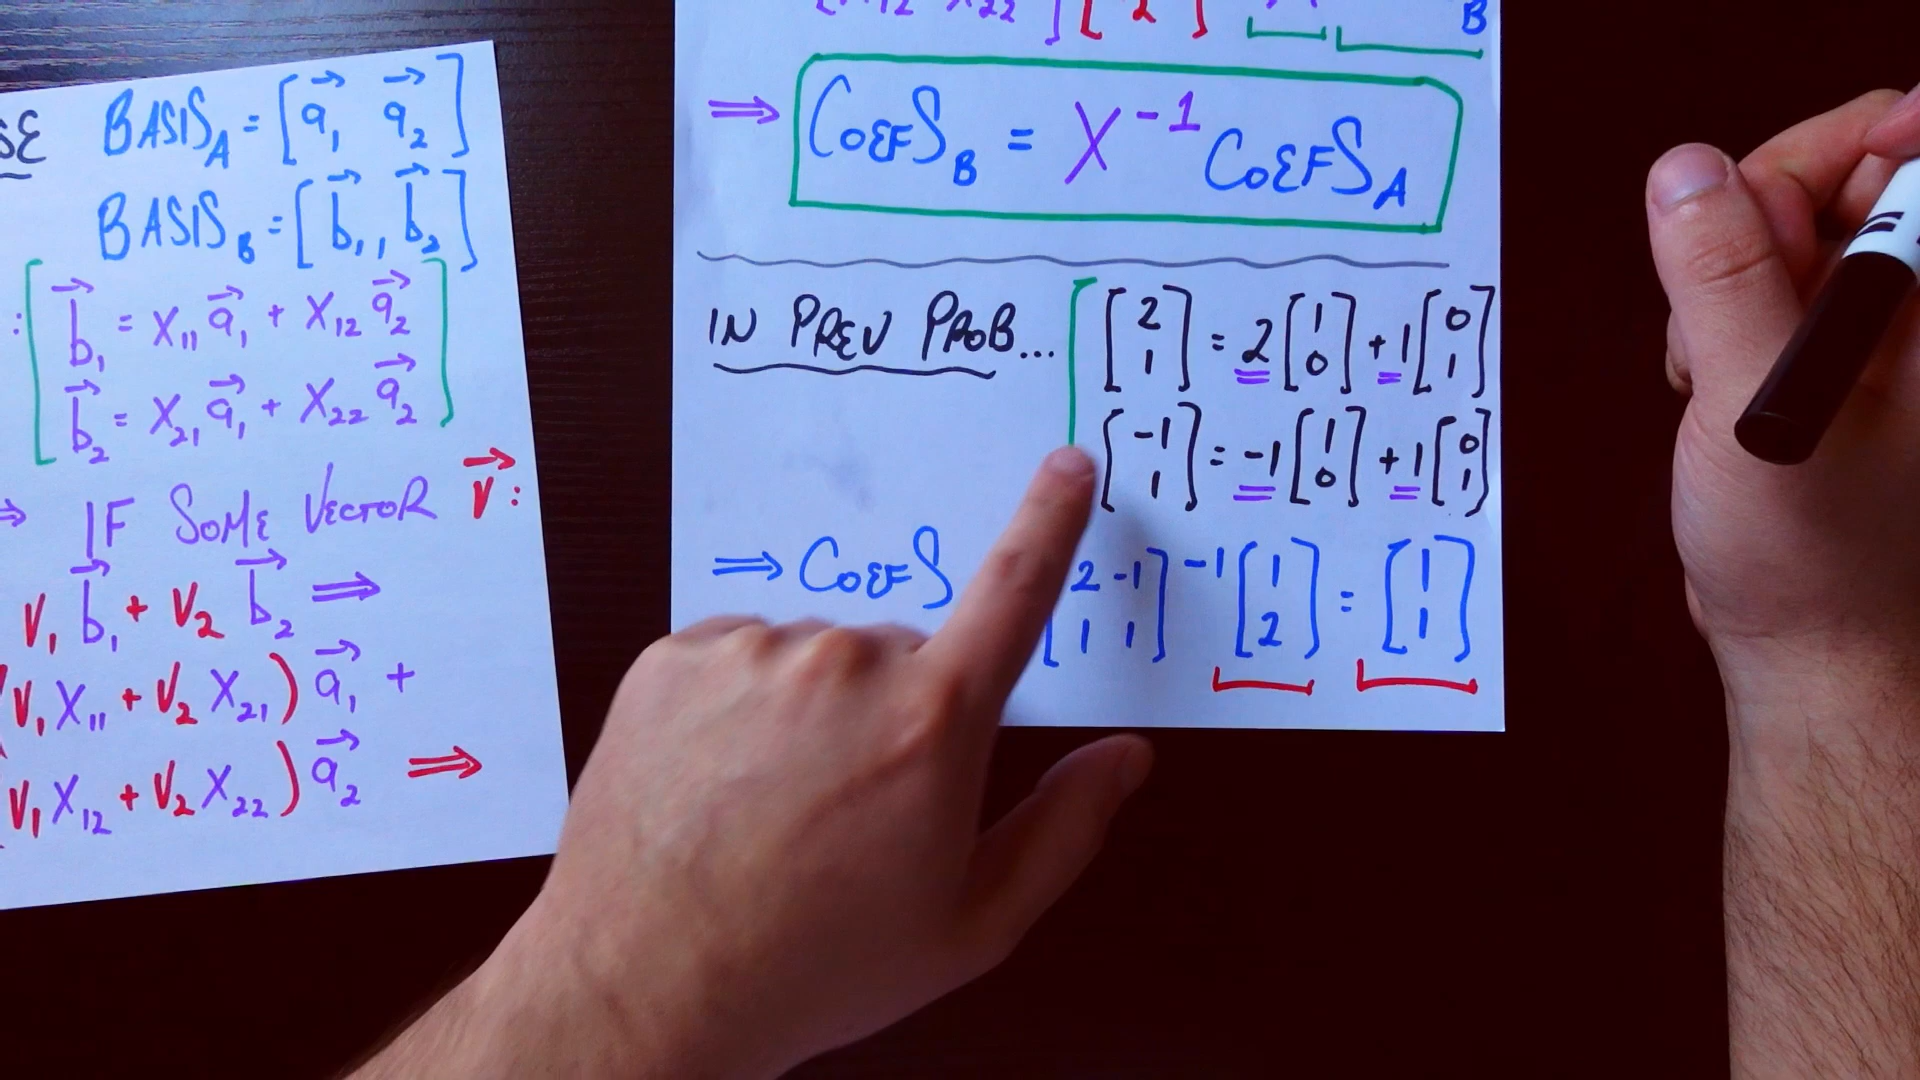 BASIS_A = [a₁ a₂]
BASIS_B = [b₁, b₂]
: [b₁ = X₁₁ a₁ + X₁₂ a₂
b₂ = X₂₁ a₁ + X₂₂ a₂]
⇒ IF SOME VECTOR v:
v₁ b₁ + v₂ b₂ ⇒
(v₁ X₁₁ + v₂ X₂₁) a₁ +
(v₁ X₁₂ + v₂ X₂₂) a₂ ⇒
⇒ COEFS_B = X⁻¹ COEFS_A
IN PREV PROB... [2 1] = 2 [1 0] + 1 [0 1]
[-1 1] = -1 [1 0] + 1 [0 1]
⇒ COEFS [2 -1 1 1]⁻¹ [1 2] = [1 1]